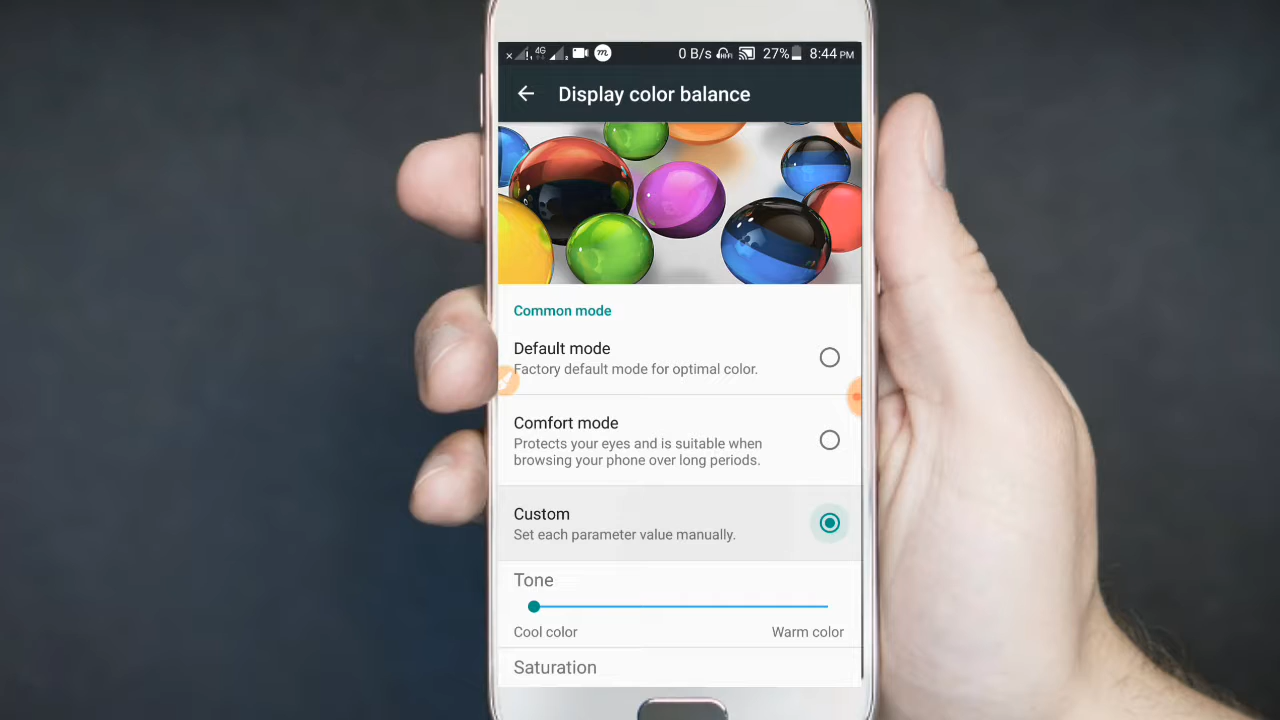 4G 0 B/s 27% 8:44 PM
Display color balance
Common mode
Default mode
Factory default mode for optimal color.
Comfort mode
Protects your eyes and is suitable when
browsing your phone over long periods.
Custom
Set each parameter value manually.
Tone
Cool color Warm color
Saturation